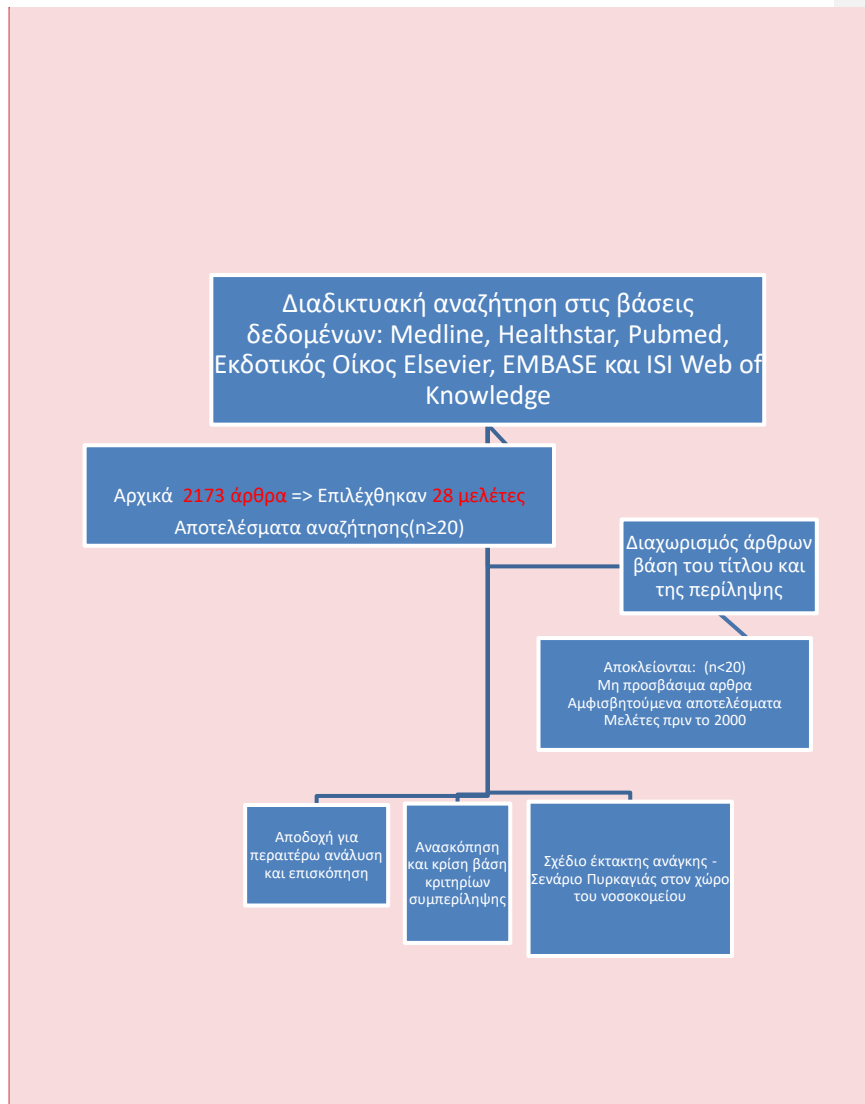 Διαδικτυακή αναζήτηση στις βάσεις
δεδομένων: Medline, Healthstar, Pubmed,
Εκδοτικός Οίκος Elsevier, EMBASE και ISI Web of
Knowledge
Αρχικά 2173 άρθρα => Επιλέχθηκαν 28 μελέτες
Αποτελέσματα αναζήτησης(n≥20)
Διαχωρισμός άρθρων
βάση του τίτλου και
της περίληψης
Αποκλείονται: (n<20)
Μη προσβάσιμα αρθρα
Αμφισβητούμενα αποτελέσματα
Μελέτες πριν το 2000
Αποδοχή για
περαιτέρω ανάλυση
και επισκόπηση
Ανασκόπηση
και κρίση βάση
κριτηρίων
συμπερίληψης
Σχέδιο έκτακτης ανάγκης -
Σενάριο Πυρκαγιάς στον χώρο
του νοσοκομείου